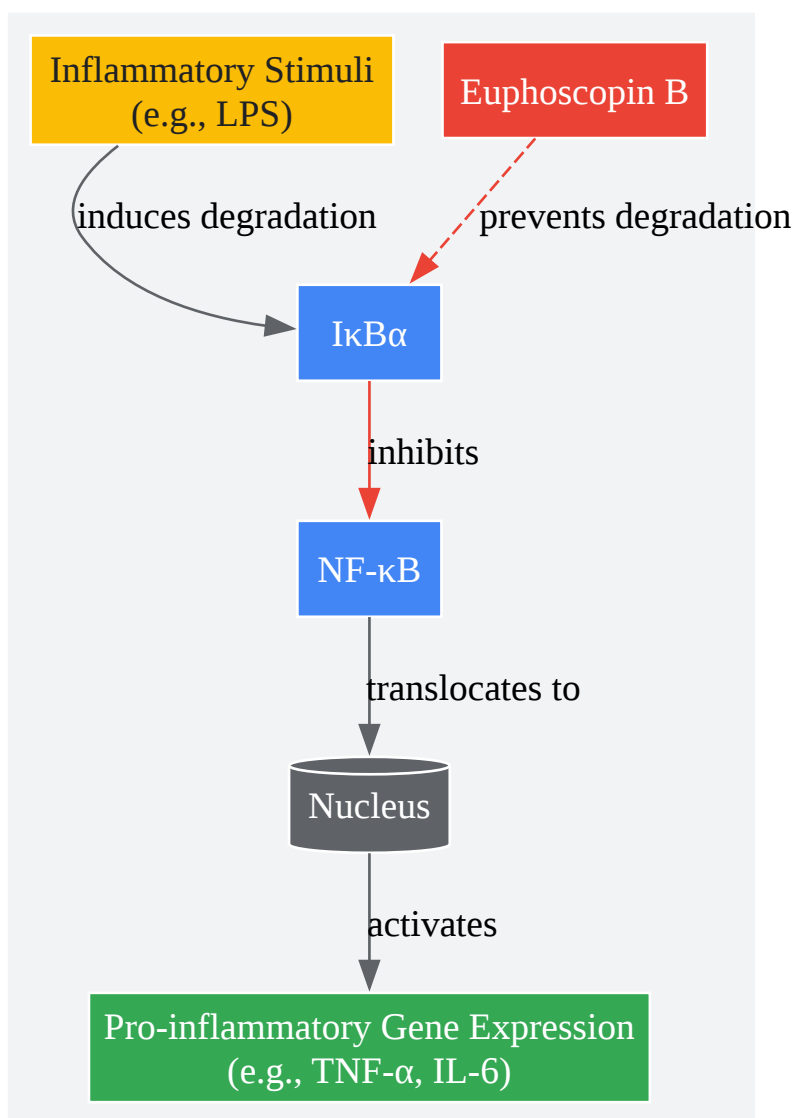 Inflammatory Stimuli
(e.g., LPS)
Euphoscopin B
induces degradation
prevents degradation
IκBα
inhibits
NF-κB
translocates to
Nucleus
activates
Pro-inflammatory Gene Expression
(e.g., TNF-α, IL-6)